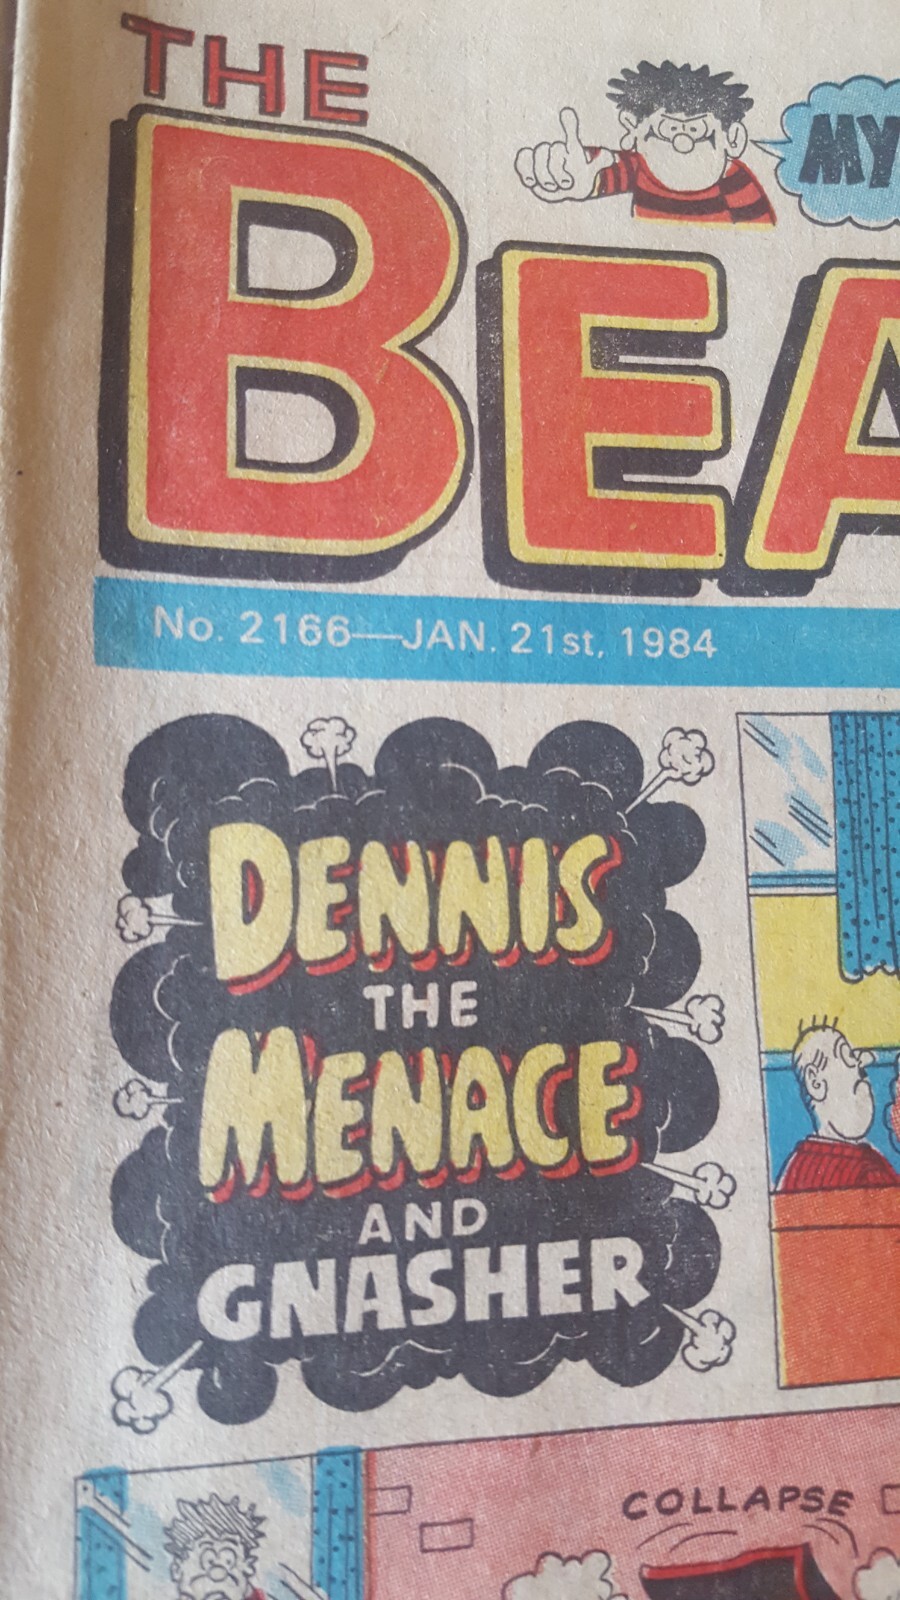 THE
MY
BEA
No. 2166—JAN. 21st, 1984
DENNIS
THE
MENACE
AND
GNASHER
COLLAPSE